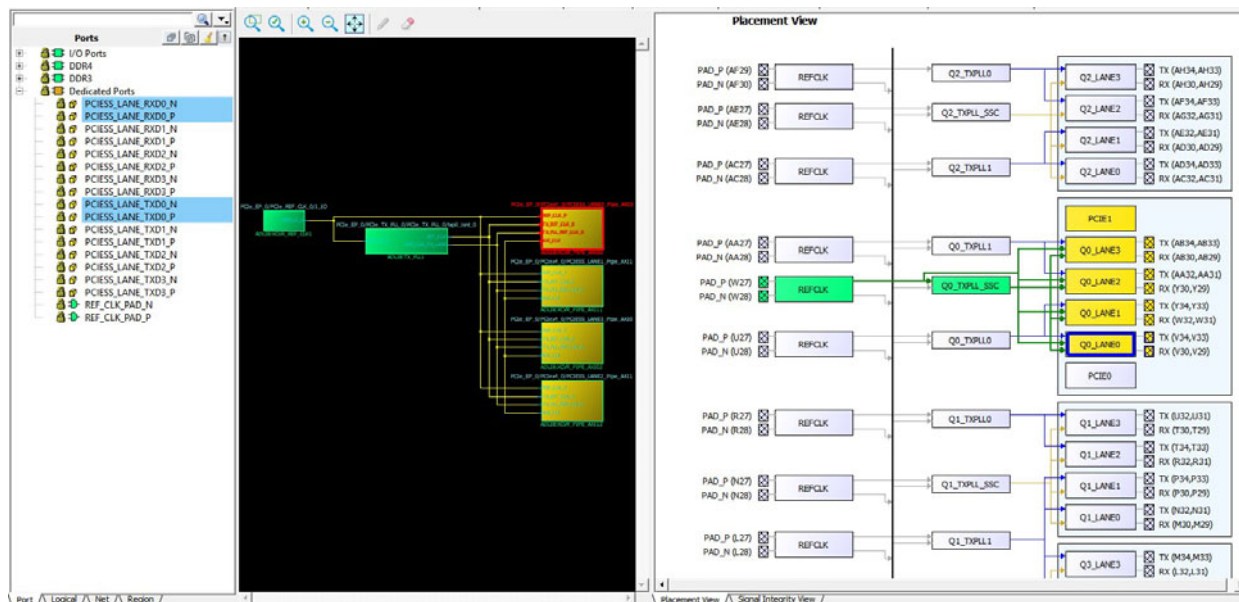 Ports
I/O Ports
DDR4
DDR3
Dedicated Ports
PCIESS_LANE_RXD0_N
PCIESS_LANE_RXD0_P
PCIESS_LANE_RXD1_N
PCIESS_LANE_RXD1_P
PCIESS_LANE_RXD2_N
PCIESS_LANE_RXD2_P
PCIESS_LANE_RXD3_N
PCIESS_LANE_RXD3_P
PCIESS_LANE_TXD0_N
PCIESS_LANE_TXD0_P
PCIESS_LANE_TXD1_N
PCIESS_LANE_TXD1_P
PCIESS_LANE_TXD2_N
PCIESS_LANE_TXD2_P
PCIESS_LANE_TXD3_N
PCIESS_LANE_TXD3_P
REF_CLK_PAD_N
REF_CLK_PAD_P
Port Logical Net Region
Placement View
PAD_P (AF29)
PAD_N (AF30)
REFCLK
Q2_TXPLL0
Q2_LANE3
TX (AH34,AH33)
RX (AH30,AH29)
PAD_P (AE27)
PAD_N (AE28)
REFCLK
Q2_TXPLL_SSC
Q2_LANE2
TX (AF34,AF33)
RX (AG32,AG31)
Q2_LANE1
TX (AE32,AE31)
RX (AD30,AD29)
PAD_P (AC27)
PAD_N (AC28)
REFCLK
Q2_TXPLL1
Q2_LANE0
TX (AD34,AD33)
RX (AC32,AC31)
PCIE1
PAD_P (AA27)
PAD_N (AA28)
REFCLK
Q0_TXPLL1
Q0_LANE3
TX (AB34,AB33)
RX (AB30,AB29)
PAD_P (W27)
PAD_N (W28)
REFCLK
Q0_TXPLL_SSC
Q0_LANE2
TX (AA32,AA31)
RX (Y30,Y29)
Q0_LANE1
TX (Y34,Y33)
RX (W32,W31)
PAD_P (U27)
PAD_N (U28)
REFCLK
Q0_TXPLL0
Q0_LANE0
TX (V34,V33)
RX (V30,V29)
PCIE0
PAD_P (R27)
PAD_N (R28)
REFCLK
Q1_TXPLL0
Q1_LANE3
TX (U32,U31)
RX (T30,T29)
Q1_LANE2
TX (T34,T33)
RX (R32,R31)
PAD_P (N27)
PAD_N (N28)
REFCLK
Q1_TXPLL_SSC
Q1_LANE1
TX (P34,P33)
RX (P30,P29)
Q1_LANE0
TX (N32,N31)
RX (M30,M29)
PAD_P (L27)
PAD_N (L28)
REFCLK
Q1_TXPLL1
Q3_LANE3
TX (M34,M33)
RX (L32,L31)
Placement View Signal Integrity View